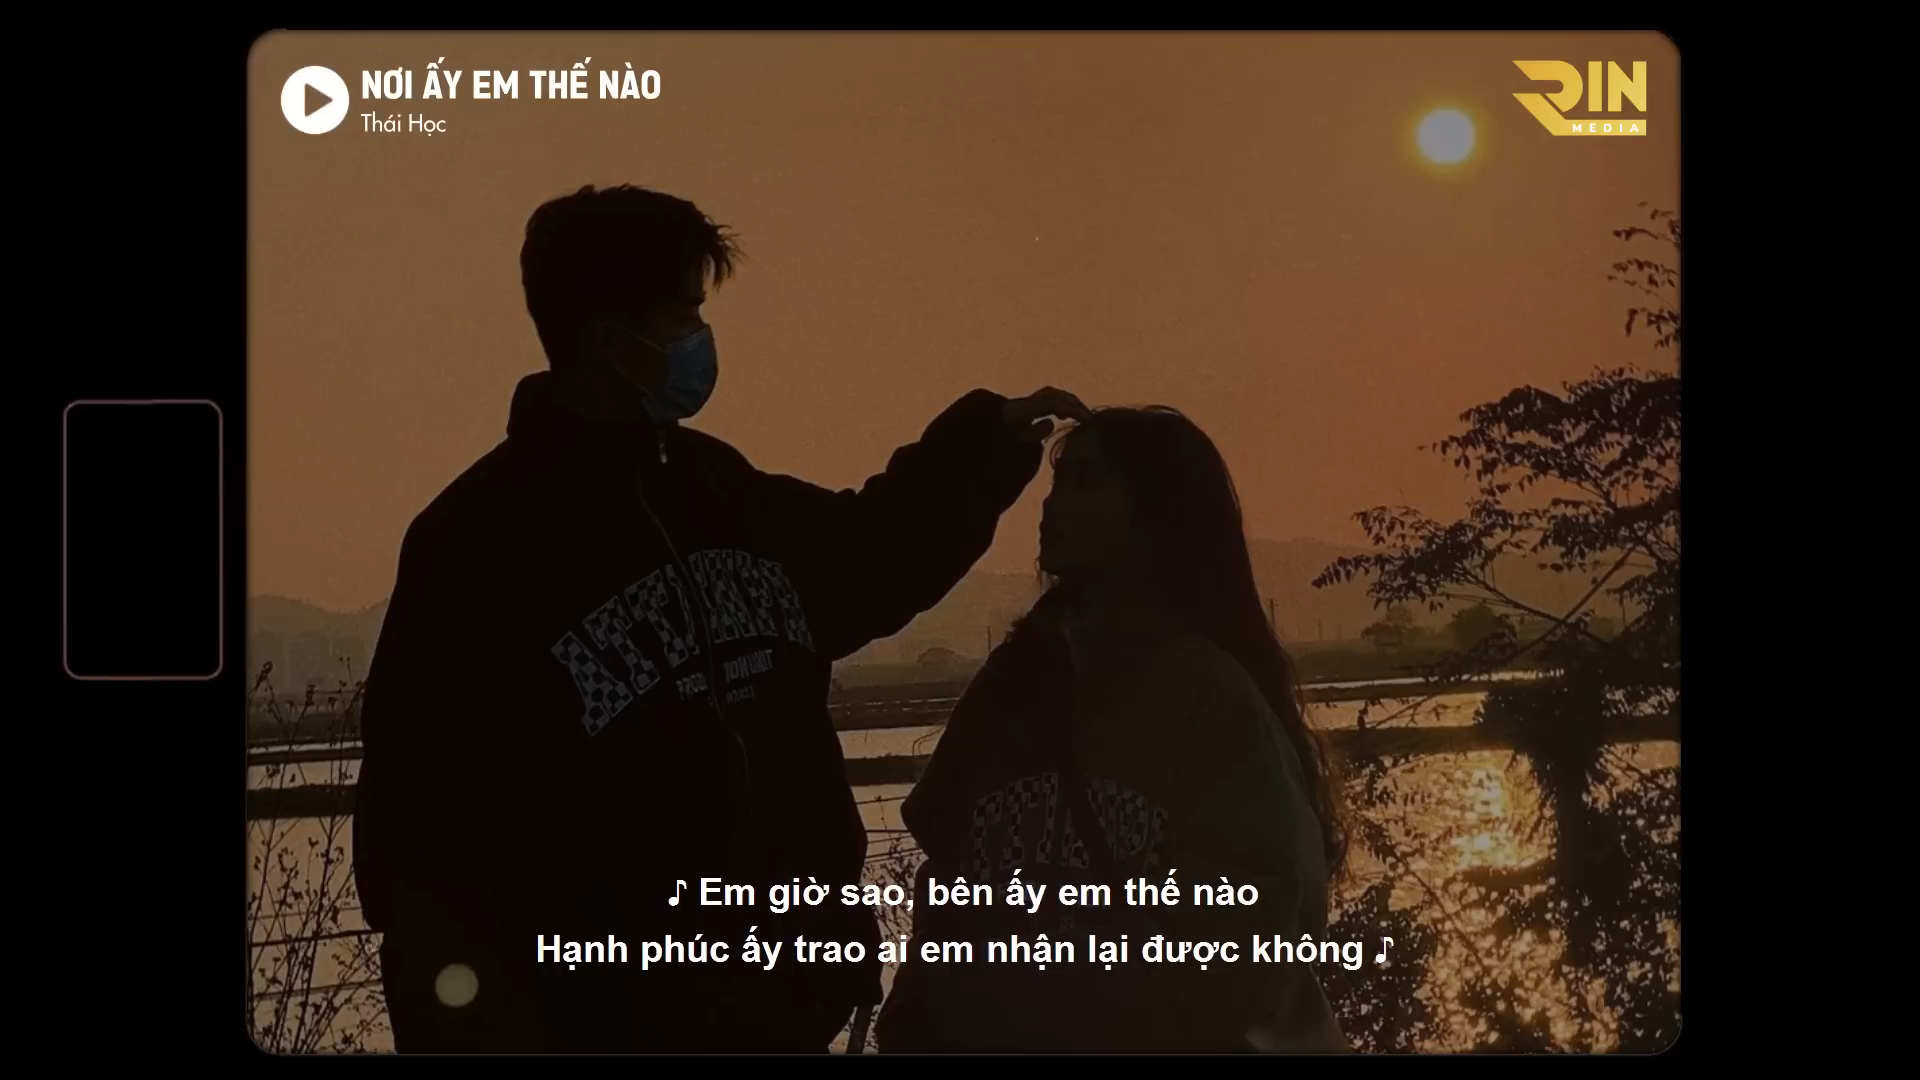 NƠI ẤY EM THẾ NÀO
Thái Học
RIN
MEDIA
♪ Em giờ sao, bên ấy em thế nào
Hạnh phúc ấy trao ai em nhận lại được không ♪